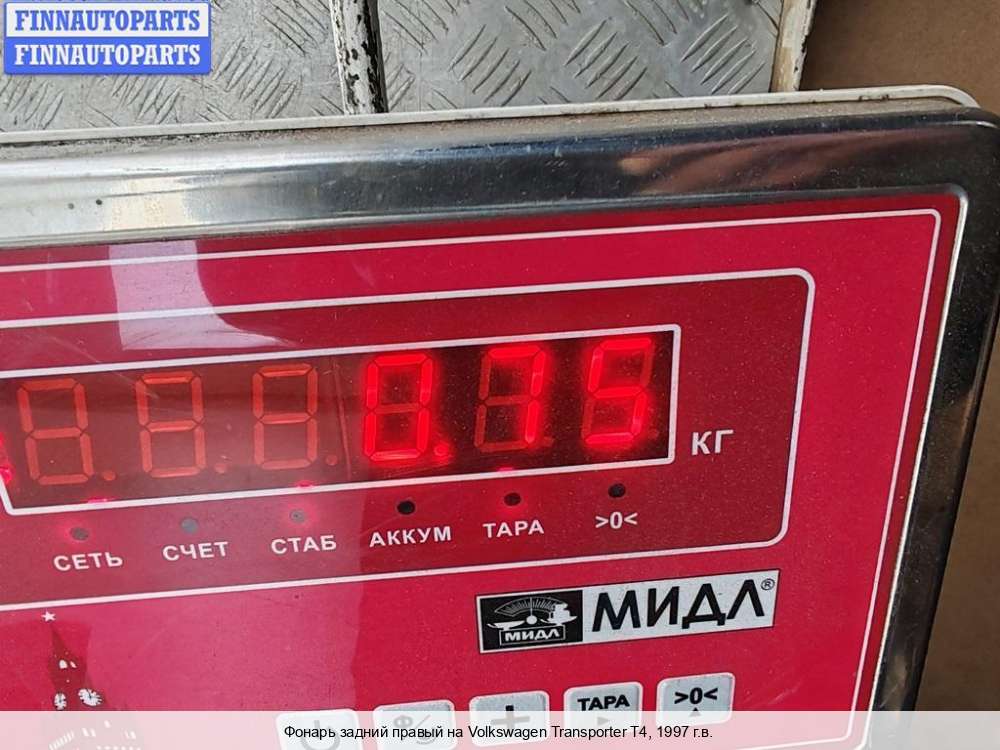 FINNAUTOPARTS
FINNAUTOPARTS
0.75
КГ
СЕТЬ СЧЕТ СТАБ АККУМ ТАРА >0<
МИДЛ МИДЛ®
ТАРА >0<
Фонарь задний правый на Volkswagen Transporter T4, 1997 г.в.